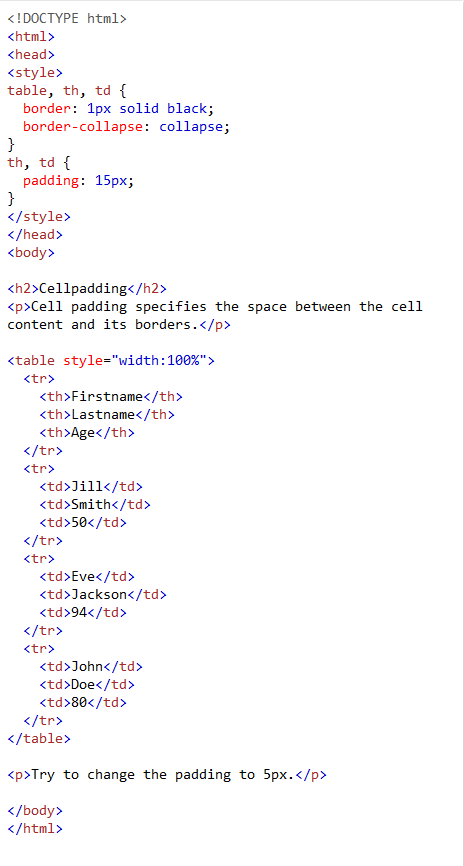 <!DOCTYPE html>
<html>
<head>
<style>
table, th, td {
  border: 1px solid black;
  border-collapse: collapse;
}
th, td {
  padding: 15px;
}
</style>
</head>
<body>

<h2>Cellpadding</h2>
<p>Cell padding specifies the space between the cell
content and its borders.</p>

<table style="width:100%">
  <tr>
    <th>Firstname</th>
    <th>Lastname</th>
    <th>Age</th>
  </tr>
  <tr>
    <td>Jill</td>
    <td>Smith</td>
    <td>50</td>
  </tr>
  <tr>
    <td>Eve</td>
    <td>Jackson</td>
    <td>94</td>
  </tr>
  <tr>
    <td>John</td>
    <td>Doe</td>
    <td>80</td>
  </tr>
</table>

<p>Try to change the padding to 5px.</p>

</body>
</html>